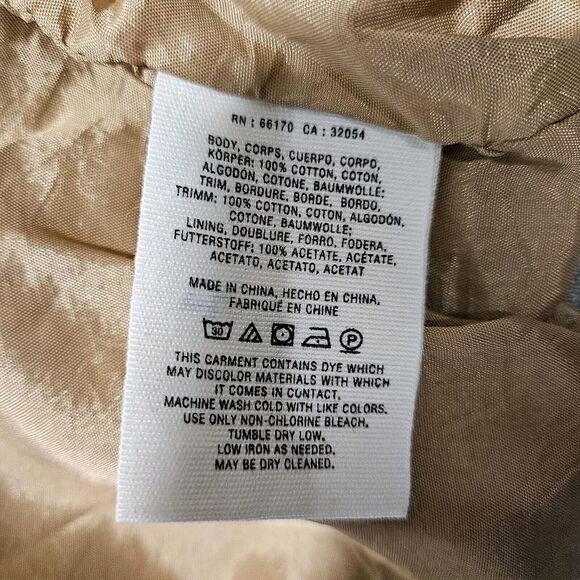 RN : 66170 CA : 32054
BODY, CORPS, CUERPO, CORPO,
KÖRPER: 100% COTTON, COTON,
ALGODÓN, COTONE, BAUMWOLLE;
TRIM, BORDURE, BORDE, BORDO,
TRIMM: 100% COTTON, COTON, ALGODÓN,
COTONE, BAUMWOLLE;
LINING, DOUBLURE, FORRO, FODERA,
FUTTERSTOFF: 100% ACETATE, ACÉTATE,
ACETATO, ACETATO, ACETAT
MADE IN CHINA, HECHO EN CHINA,
FABRIQUÉ EN CHINE
30 P
THIS GARMENT CONTAINS DYE WHICH
MAY DISCOLOR MATERIALS WITH WHICH
IT COMES IN CONTACT.
MACHINE WASH COLD WITH LIKE COLORS.
USE ONLY NON-CHLORINE BLEACH.
TUMBLE DRY LOW.
LOW IRON AS NEEDED.
MAY BE DRY CLEANED.